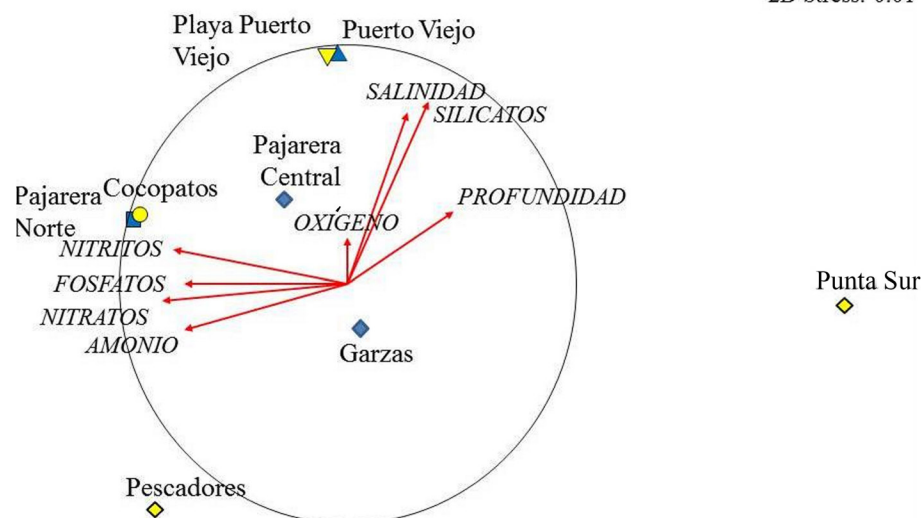 Playa Puerto
Viejo
Puerto Viejo
SALINIDAD
SILICATOS
Pajarera
Central
PROFUNDIDAD
Pajarera
Norte
Cocopatos
OXÍGENO
NITRITOS
FOSFATOS
Punta Sur
NITRATOS
AMONIO
Garzas
Pescadores